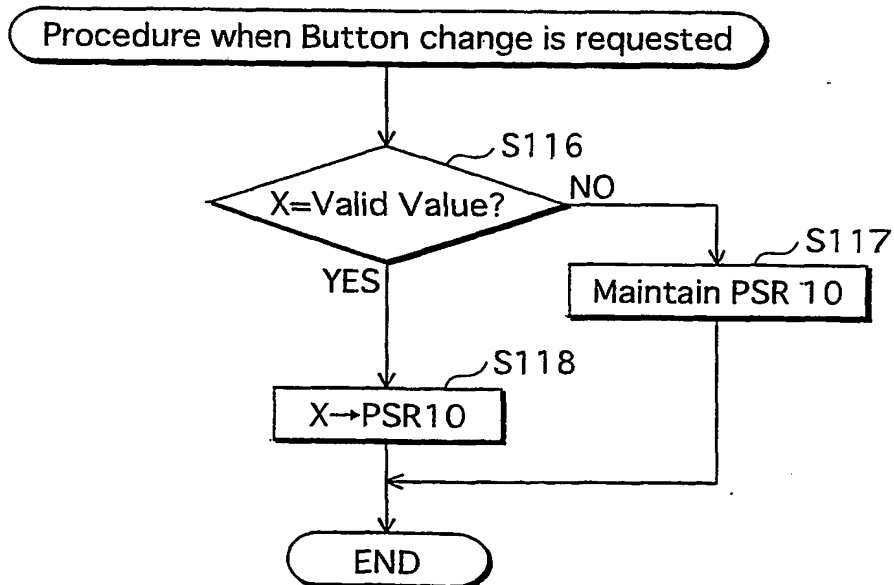 Procedure when Button change is requested
S116
X=Valid Value?
NO
S117
YES
Maintain PSR 10
S118
X→PSR10
END